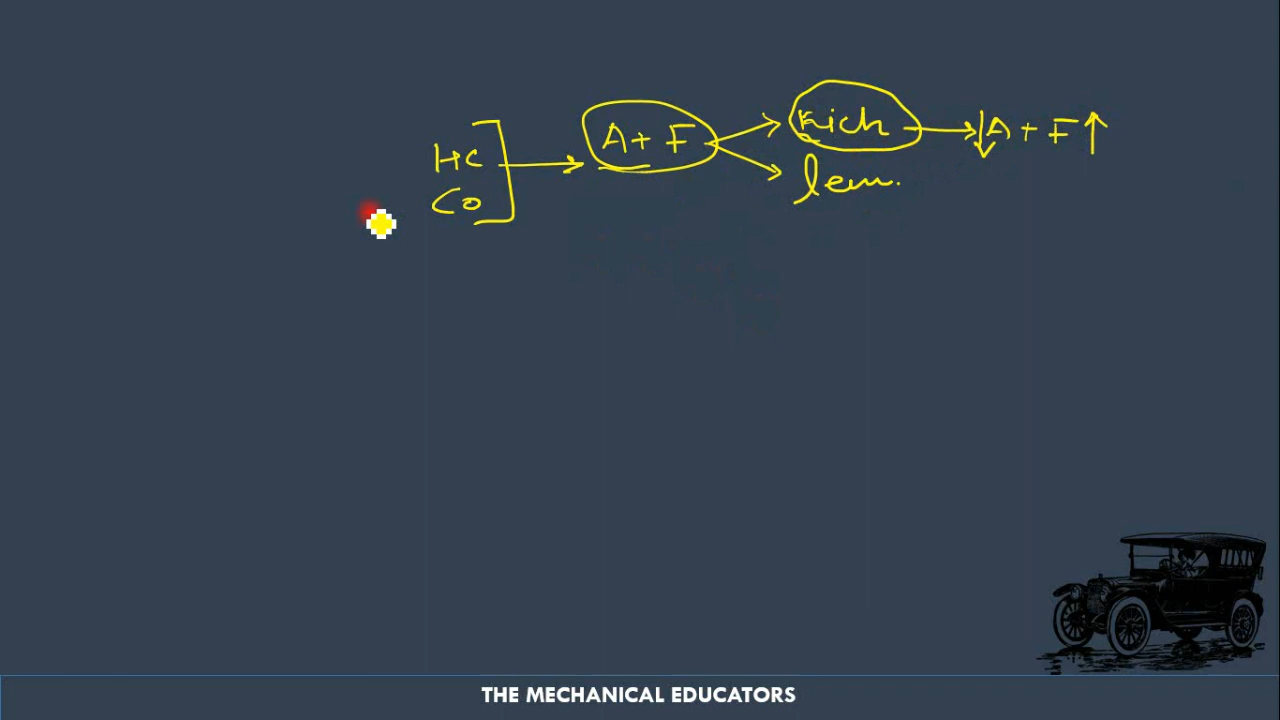 HC
CO
A + F
Rich
↓A + F↑
lean.
THE MECHANICAL EDUCATORS